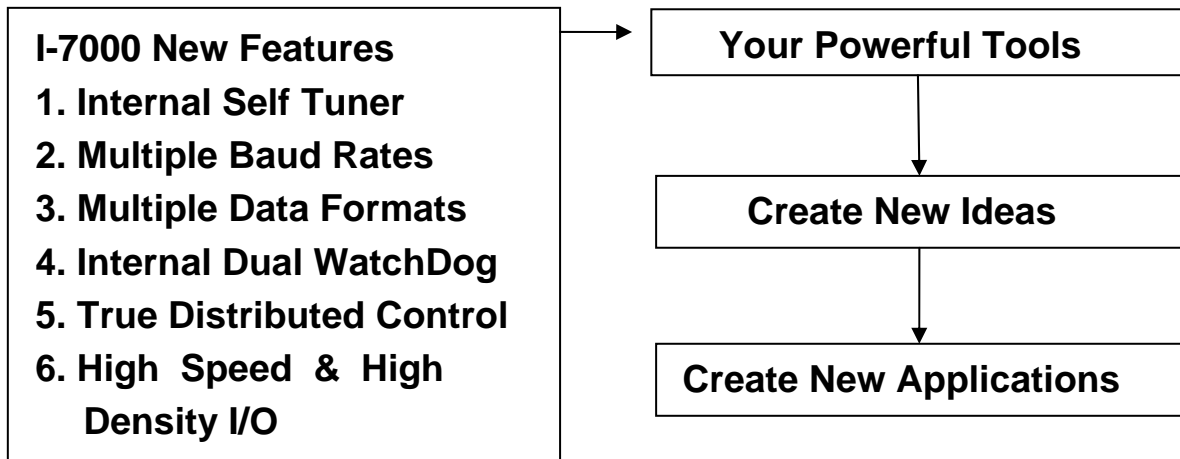 I-7000 New Features
1. Internal Self Tuner
2. Multiple Baud Rates
3. Multiple Data Formats
4. Internal Dual WatchDog
5. True Distributed Control
6. High Speed & High
Density I/O
Your Powerful Tools
Create New Ideas
Create New Applications